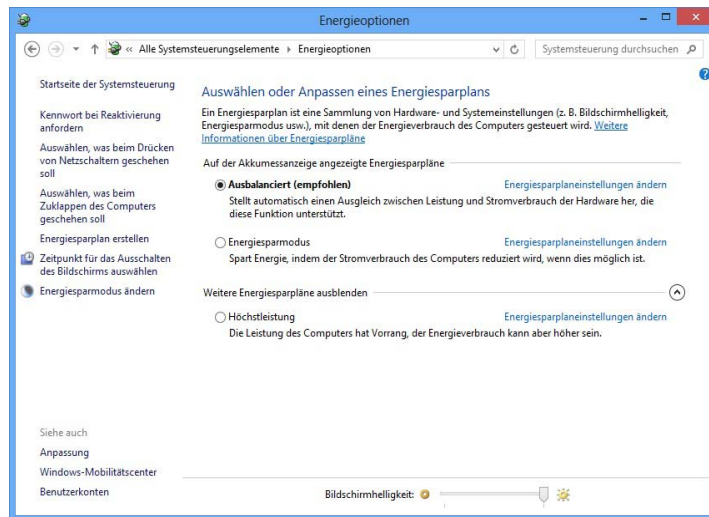 Energieoptionen
« Alle Systemsteuerungselemente ▸ Energieoptionen
Systemsteuerung durchsuchen
Startseite der Systemsteuerung
Kennwort bei Reaktivierung
anfordern
Auswählen, was beim Drücken
von Netzschaltern geschehen
soll
Auswählen, was beim
Zuklappen des Computers
geschehen soll
Energiesparplan erstellen
Zeitpunkt für das Ausschalten
des Bildschirms auswählen
Energiesparmodus ändern
Auswählen oder Anpassen eines Energiesparplans
Ein Energiesparplan ist eine Sammlung von Hardware- und Systemeinstellungen (z. B. Bildschirmhelligkeit,
Energiesparmodus usw.), mit denen der Energieverbrauch des Computers gesteuert wird. Weitere
Informationen über Energiesparpläne
Auf der Akkumessanzeige angezeigte Energiesparpläne
Ausbalanciert (empfohlen) Energiesparplaneinstellungen ändern
Stellt automatisch einen Ausgleich zwischen Leistung und Stromverbrauch der Hardware her, die
diese Funktion unterstützt.
Energiesparmodus Energiesparplaneinstellungen ändern
Spart Energie, indem der Stromverbrauch des Computers reduziert wird, wenn dies möglich ist.
Weitere Energiesparpläne ausblenden
Höchstleistung Energiesparplaneinstellungen ändern
Die Leistung des Computers hat Vorrang, der Energieverbrauch kann aber höher sein.
Siehe auch
Anpassung
Windows-Mobilitätscenter
Benutzerkonten
Bildschirmhelligkeit: